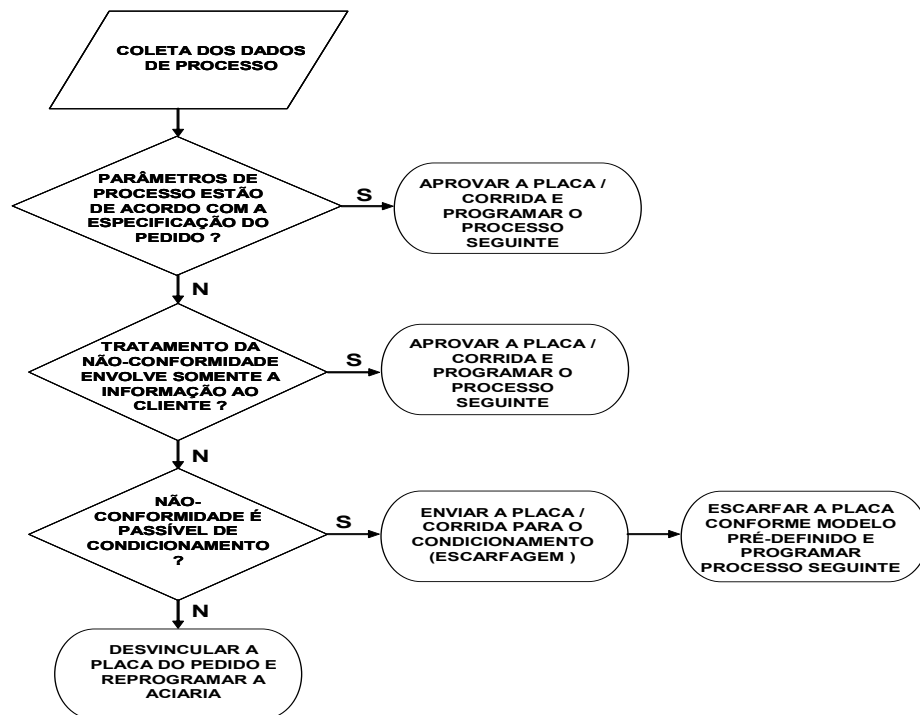 COLETA DOS DADOS
DE PROCESSO
PARÂMETROS DE
PROCESSO ESTÃO
DE ACORDO COM A
ESPECIFICAÇÃO DO
PEDIDO ?
S
APROVAR A PLACA /
CORRIDA E
PROGRAMAR O
PROCESSO
SEGUINTE
N
TRATAMENTO DA
NÃO-CONFORMIDADE
ENVOLVE SOMENTE A
INFORMAÇÃO AO
CLIENTE ?
S
APROVAR A PLACA /
CORRIDA E
PROGRAMAR O
PROCESSO
SEGUINTE
N
NÃO-
CONFORMIDADE É
PASSÍVEL DE
CONDICIONAMENTO
?
S
ENVIAR A PLACA /
CORRIDA PARA O
CONDICIONAMENTO
(ESCARFAGEM )
ESCARFAR A PLACA
CONFORME MODELO
PRÉ-DEFINIDO E
PROGRAMAR
PROCESSO SEGUINTE
N
DESVINCULAR A
PLACA DO PEDIDO E
REPROGRAMAR A
ACIARIA